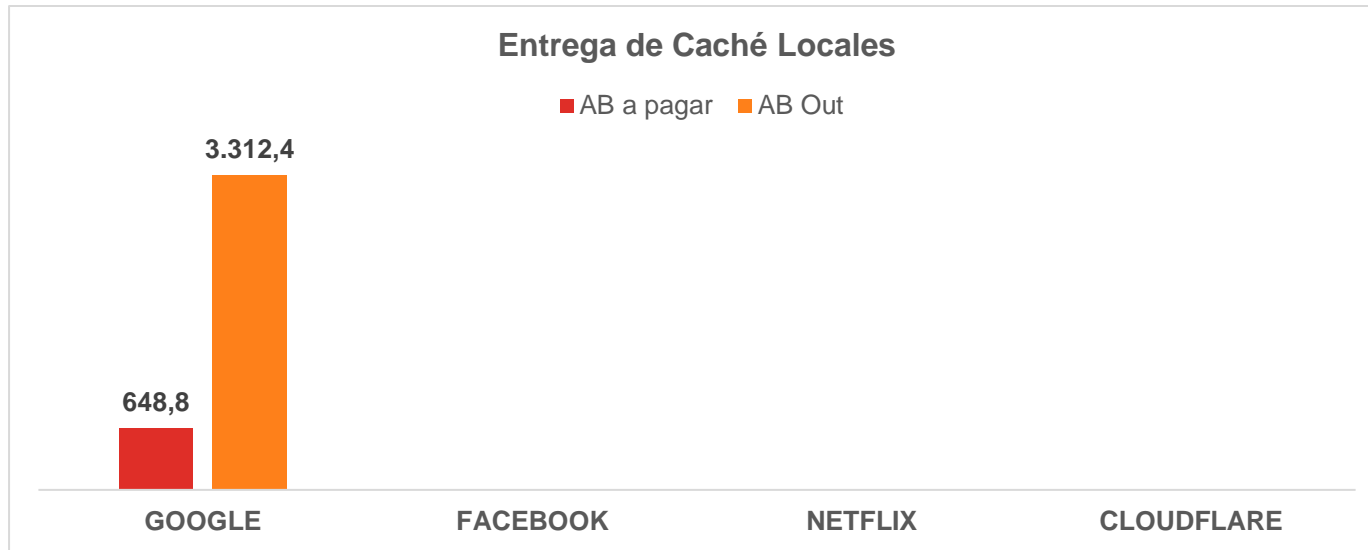 Entrega de Caché Locales
AB a pagar AB Out
3.312,4
648,8
GOOGLE FACEBOOK NETFLIX CLOUDFLARE